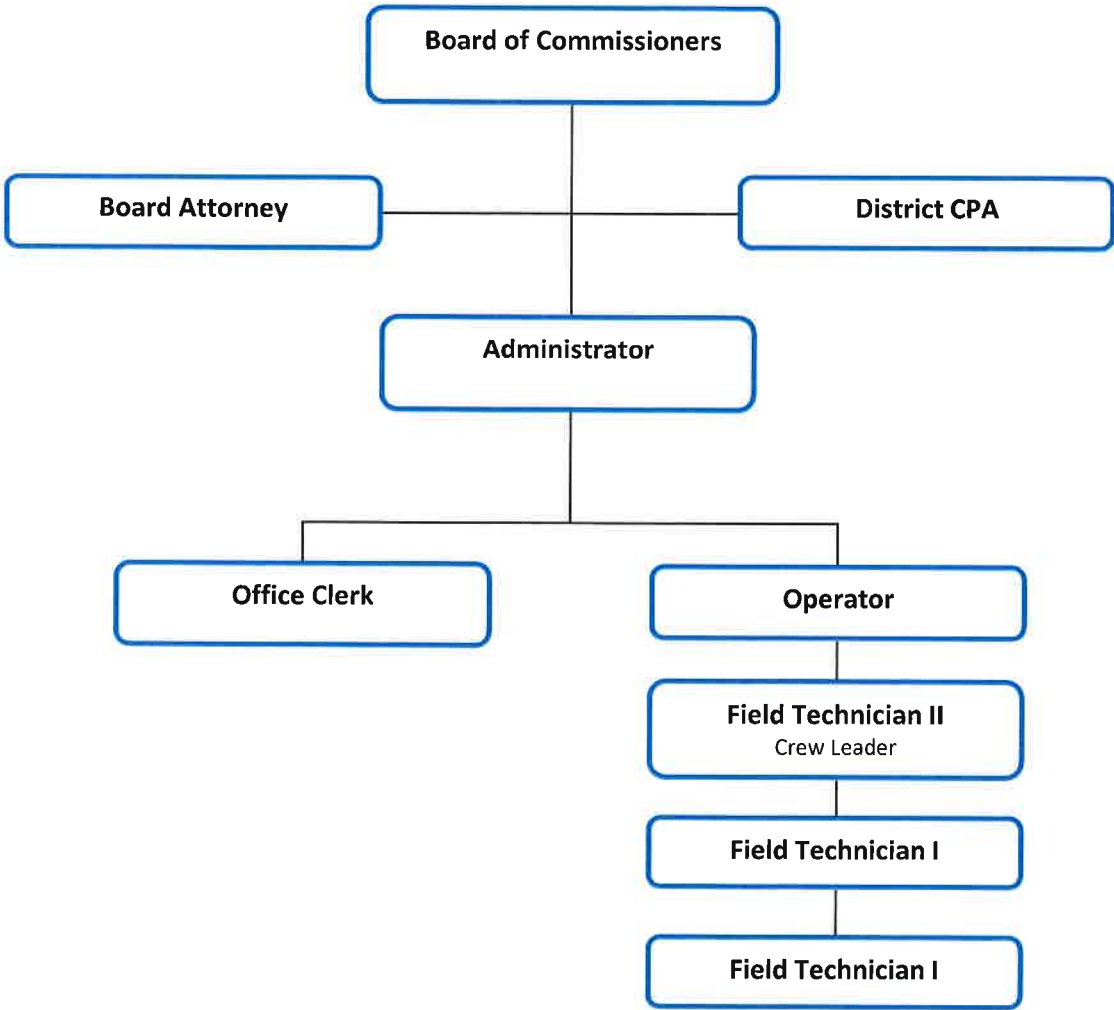 Board of Commissioners
Board Attorney
District CPA
Administrator
Office Clerk
Operator
Field Technician II
Crew Leader
Field Technician I
Field Technician I